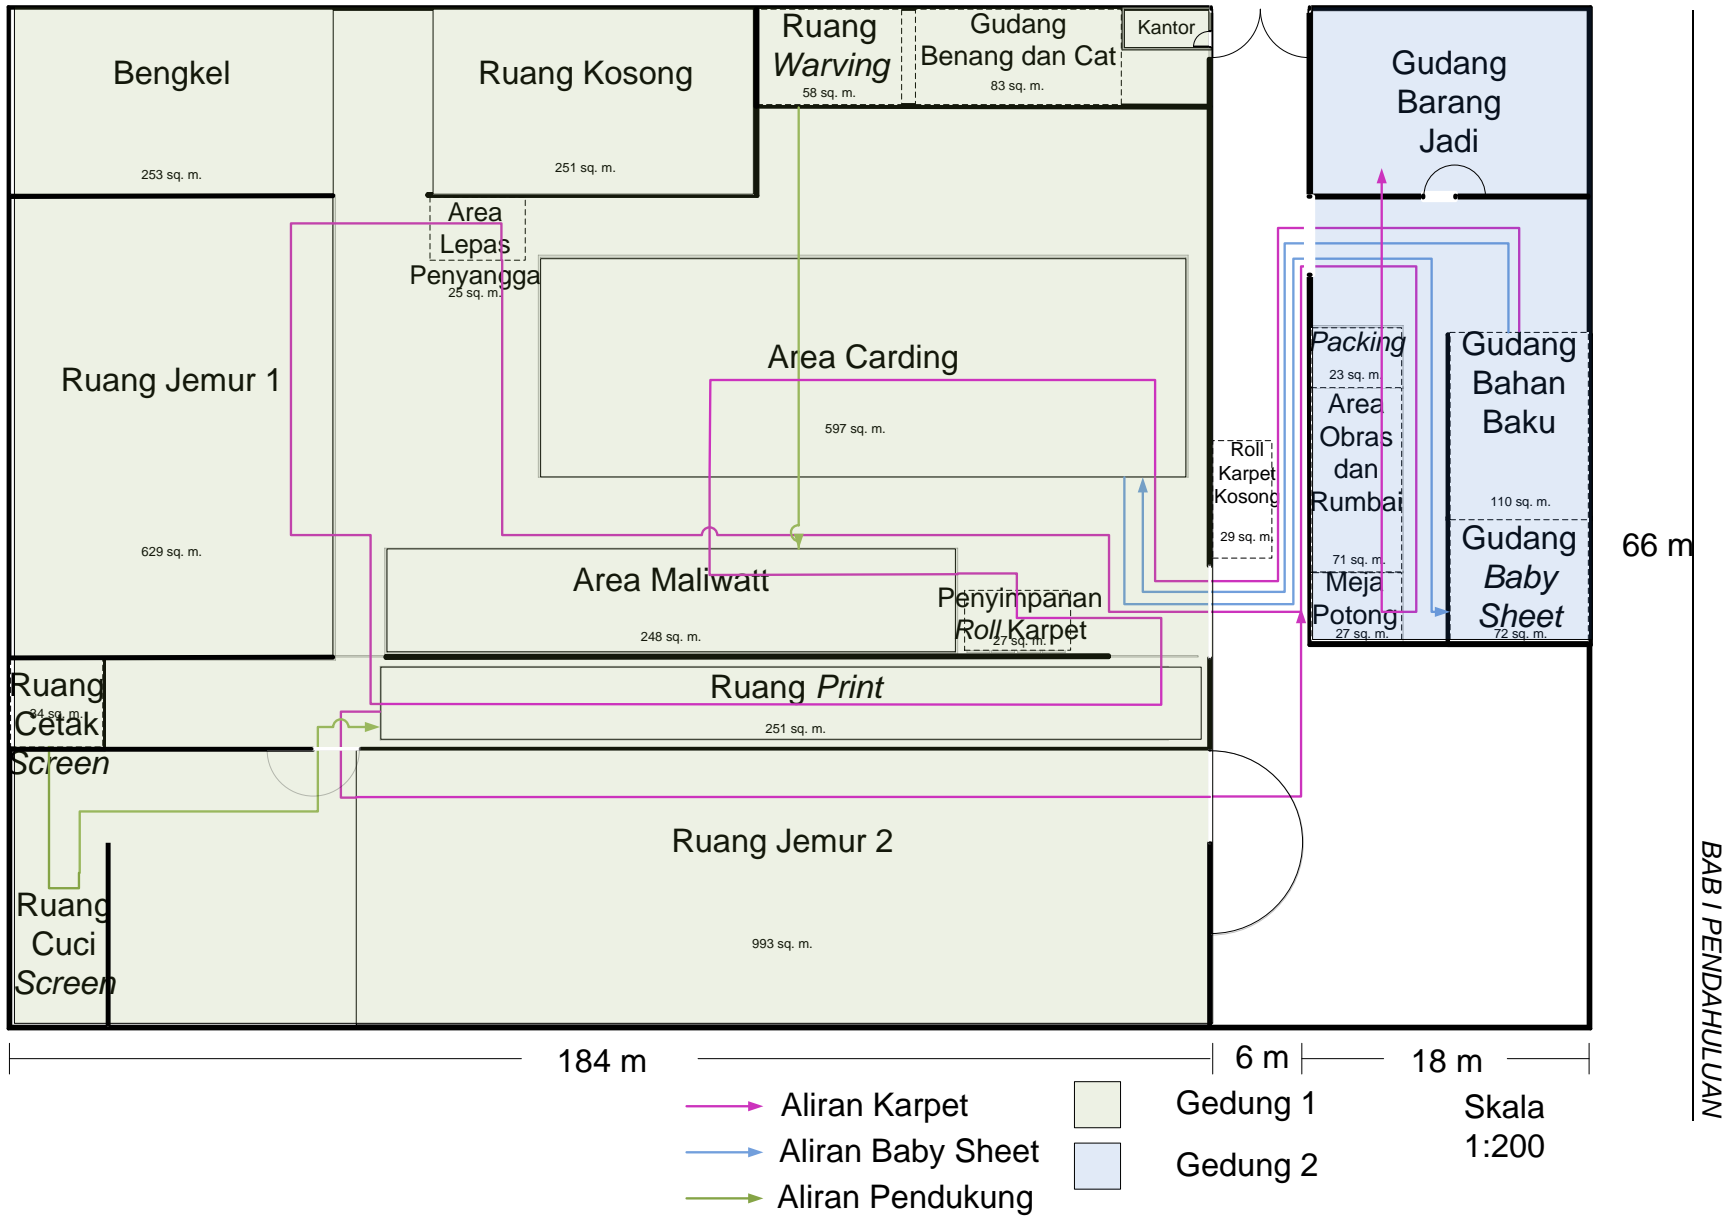 Bengkel
253 sq. m.
Ruang Kosong
251 sq. m.
Ruang
Warving
58 sq. m.
Gudang
Benang dan Cat
83 sq. m.
Kantor
Gudang
Barang
Jadi
Area
Lepas
Penyangga
25 sq. m.
Ruang Jemur 1
629 sq. m.
Area Carding
597 sq. m.
Roll
Karpet
Kosong
29 sq. m.
Packing
23 sq. m.
Area
Obras
dan
Rumbai
71 sq. m.
Meja
Potong
27 sq. m.
Gudang
Bahan
Baku
110 sq. m.
Gudang
Baby
Sheet
72 sq. m.
66 m
Area Maliwatt
248 sq. m.
Penyimpanan
Roll Karpet
27 sq. m.
Ruang
Cetak
Screen
34 sq. m.
Ruang Print
251 sq. m.
Ruang Jemur 2
993 sq. m.
Ruang
Cuci
Screen
184 m
6 m
18 m
Aliran Karpet
Aliran Baby Sheet
Aliran Pendukung
Gedung 1
Gedung 2
Skala
1:200
BAB I PENDAHULUAN